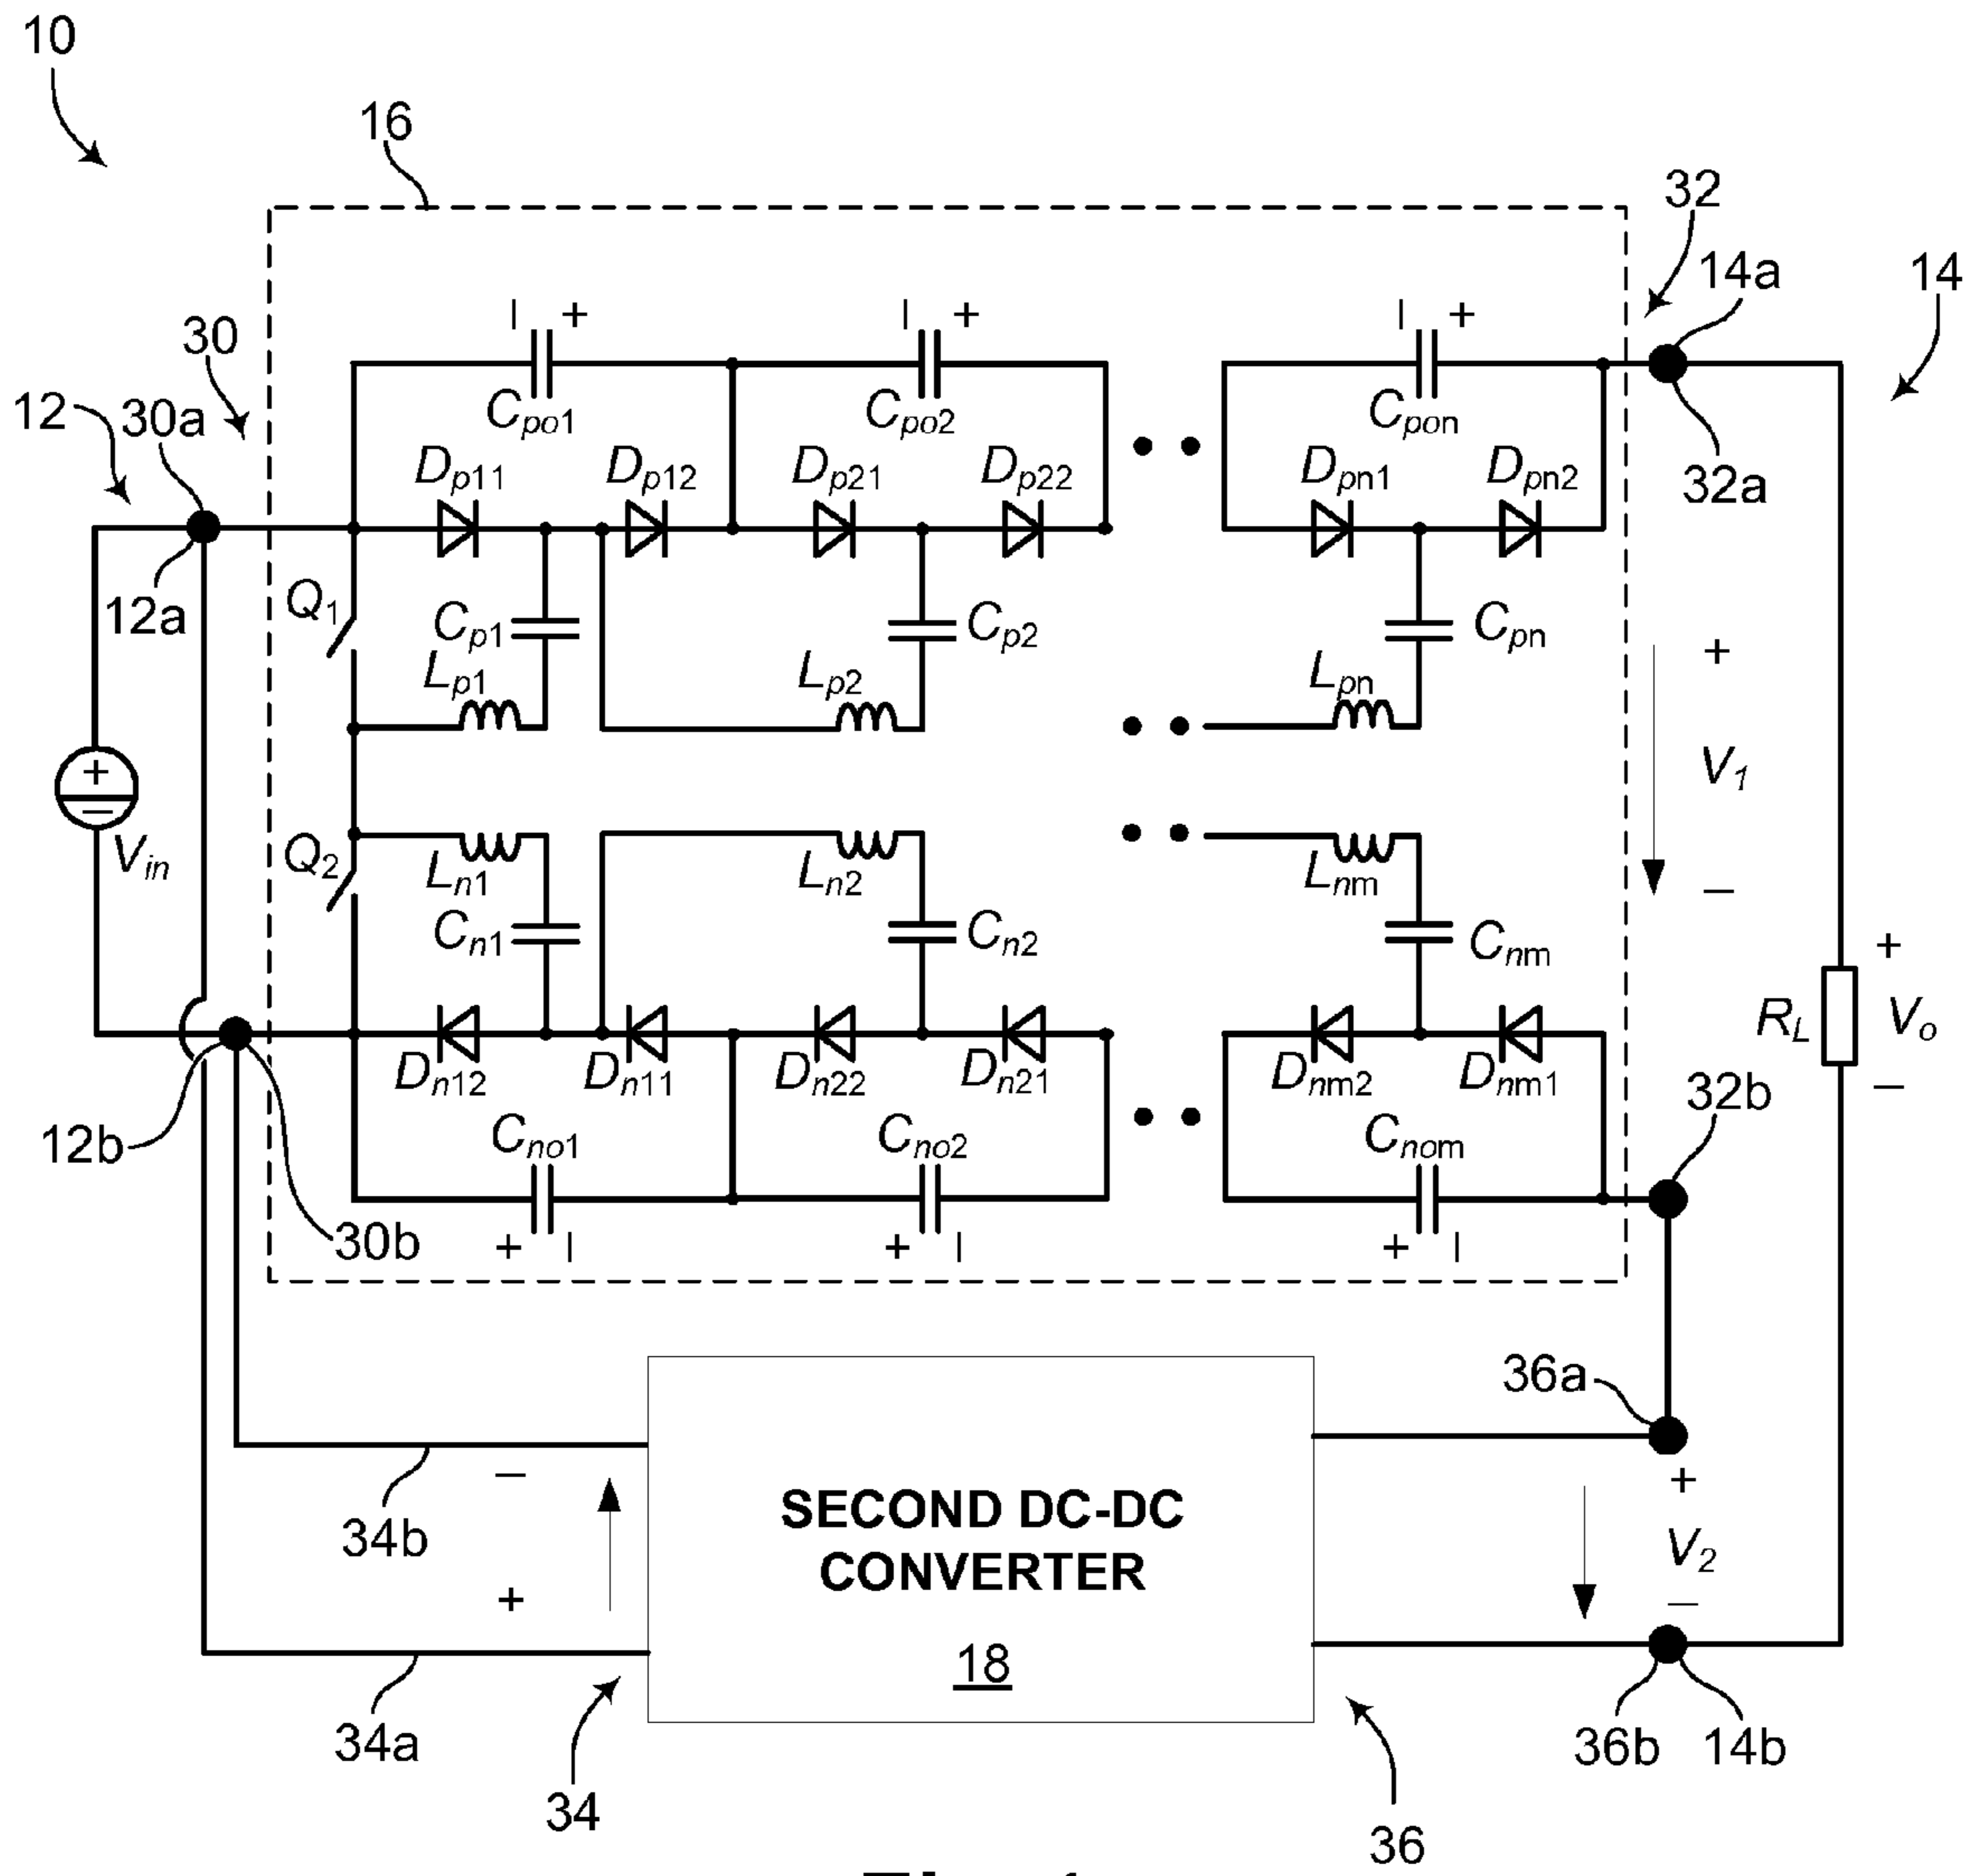 10
16
32
14a
14
30
12
30a
− +
− +
− +
Cpo1
Cpo2
Cpon
Dp11
Dp12
Dp21
Dp22
Dpn1
Dpn2
32a
12a
Q1
Cp1
Cp2
Cpn
Lp1
Lp2
Lpn
+
V1
−
+
−
Vin
Q2
Ln1
Ln2
Lnm
Cn1
Cn2
Cnm
+
RL
Vo
−
Dn12
Dn11
Dn22
Dn21
Dnm2
Dnm1
32b
12b
Cno1
Cno2
Cnom
30b
+ −
+ −
+ −
36a
−
34b
+
SECOND DC-DC
CONVERTER
18
+
V2
−
34a
34
36b
14b
36